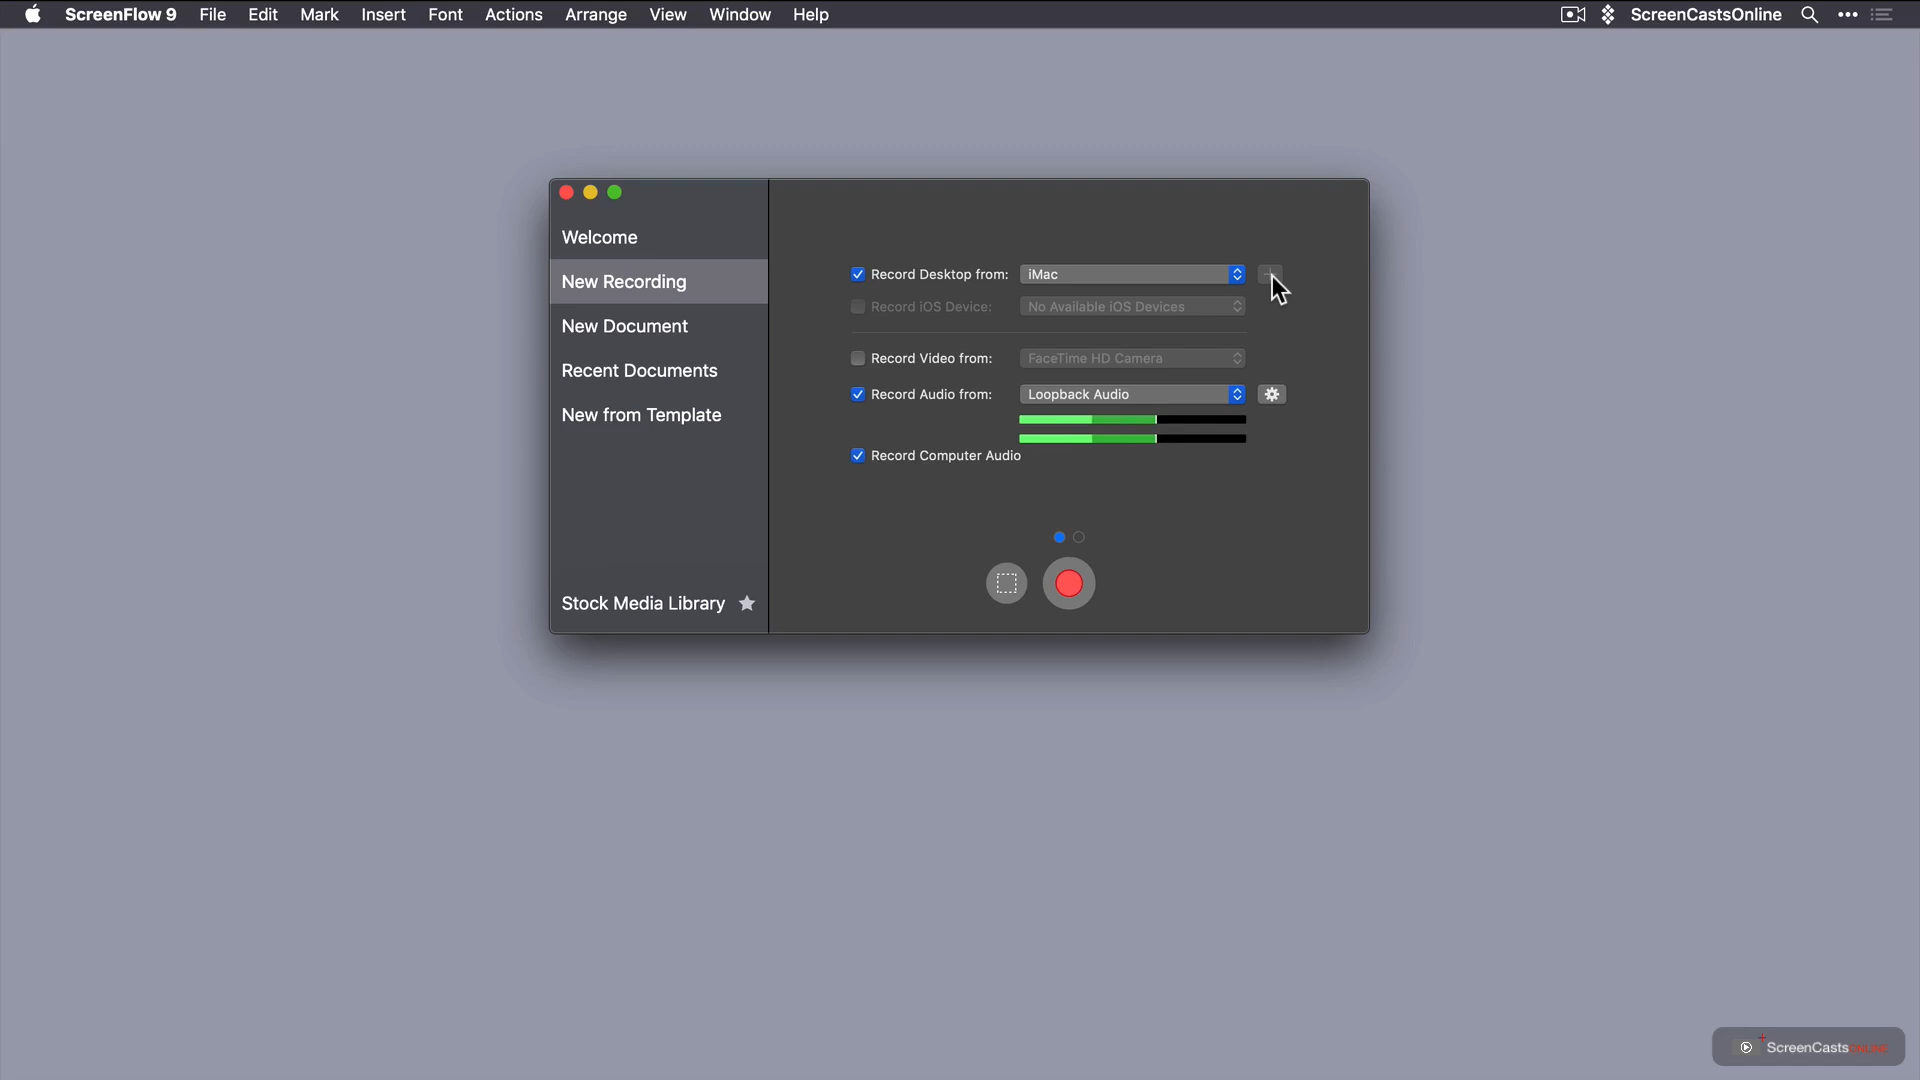 ScreenFlow 9 File Edit Mark Insert Font Actions Arrange View Window Help ScreenCastsOnline
Welcome
New Recording
New Document
Recent Documents
New from Template
Stock Media Library
Record Desktop from: iMac
Record iOS Device: No Available iOS Devices
Record Video from: FaceTime HD Camera
Record Audio from: Loopback Audio
Record Computer Audio
ScreenCastsONLINE